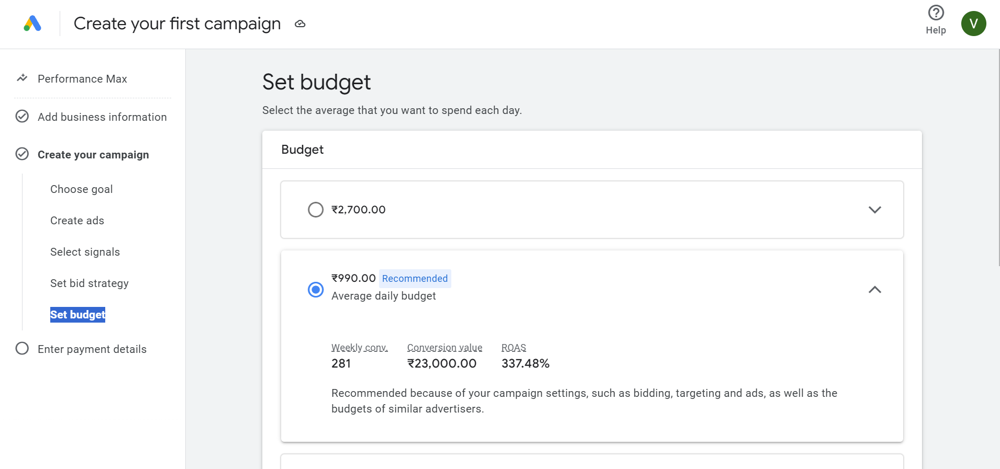 Create your first campaign
Help
V
Performance Max
Add business information
Create your campaign
Choose goal
Create ads
Select signals
Set bid strategy
Set budget
Enter payment details
Set budget
Select the average that you want to spend each day.
Budget
₹2,700.00
₹990.00 Recommended
Average daily budget
Weekly conv. Conversion value ROAS
281 ₹23,000.00 337.48%
Recommended because of your campaign settings, such as bidding, targeting and ads, as well as the
budgets of similar advertisers.